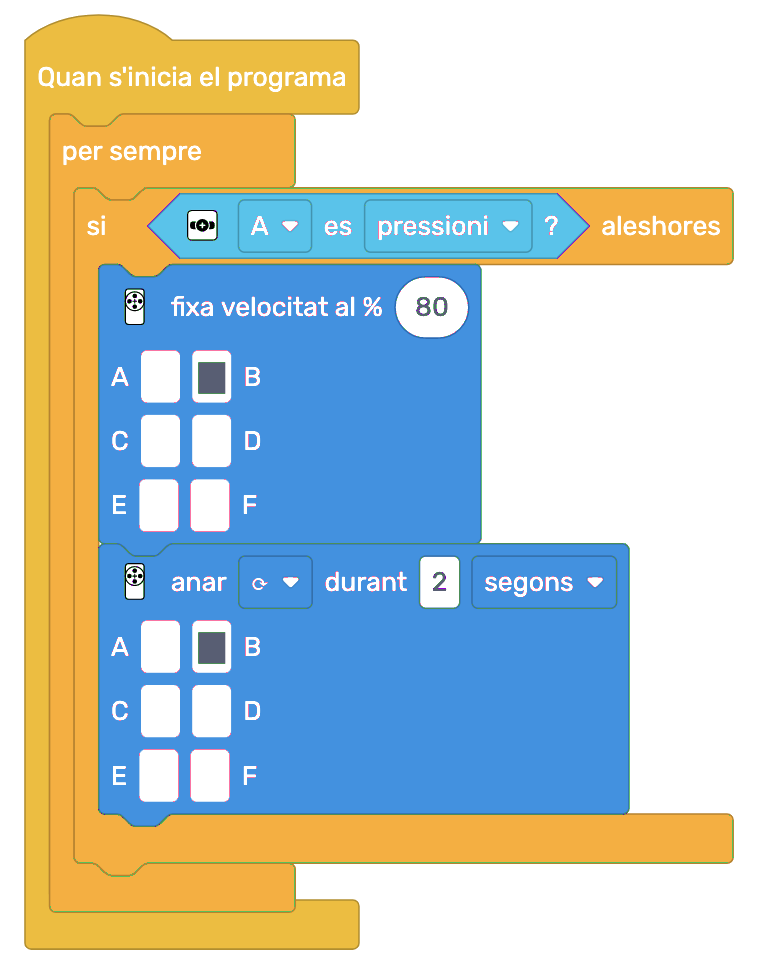 Quan s'inicia el programa
per sempre
si A es pressioni ? aleshores
fixa velocitat al % 80
A B
C D
E F
anar ⟳ durant 2 segons
A B
C D
E F